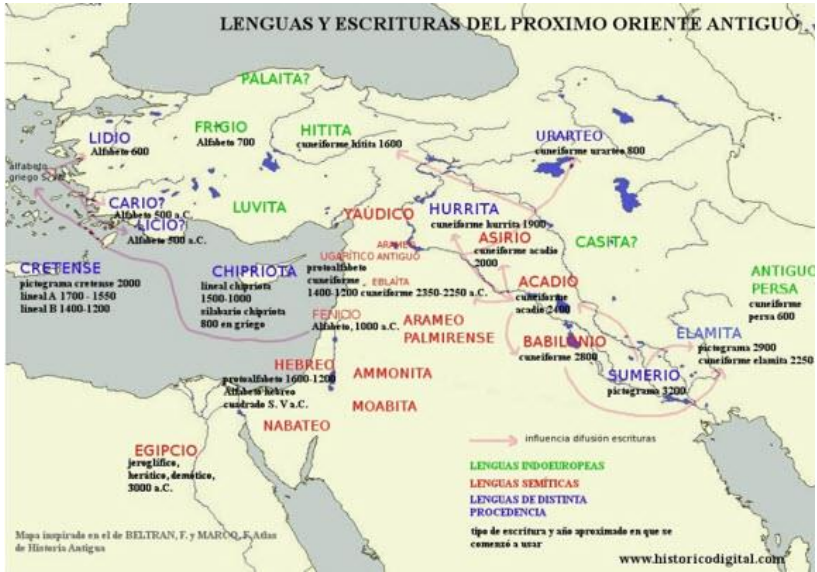 LENGUAS Y ESCRITURAS DEL PROXIMO ORIENTE ANTIGUO
PALAITA?
LIDIO
Alfabeto 600
FRIGIO
Alfabeto 700
HITITA
cuneiforme hitita 1600
URARTEO
cuneiforme urarteo 800
alfabeto
griego S.
CARIO?
Alfabeto 500 a.C.
LICIO?
Alfabeto 500 a.C.
LUVITA
YAÚDICO
HURRITA
cuneiforme hurrita 1900
ASIRIO
cuneiforme acadio
2000
CASITA?
CRETENSE
pictograma cretense 2000
lineal A 1700 - 1550
lineal B 1400-1200
CHIPRIOTA
lineal chipriota
1500-1000
silabario chipriota
800 en griego
ARAMEO
ANTIGUO
UGARÍTICO
protoalfabeto
cuneiforme
1400-1200
EBLAÍTA
cuneiforme 2350-2250 a.C.
ACADIO
cuneiforme
acadio 2400
ANTIGUO
PERSA
cuneiforme
persa 600
FENICIO
Alfabeto, 1000 a.C.
ARAMEO
PALMIRENSE
BABILONIO
cuneiforme 2800
ELAMITA
pictograma 2900
cuneiforme elamita 2250
HEBREO
protoalfabeto 1600-1200
Alfabeto hebreo
cuadrado S. V a.C.
AMMONITA
SUMERIO
pictograma 3200
MOABITA
NABATEO
EGIPCIO
jeroglífico,
herático, demótico,
3000 a.C.
influencia difusión escrituras
LENGUAS INDOEUROPEAS
LENGUAS SEMÍTICAS
LENGUAS DE DISTINTA
PROCEDENCIA
tipo de escritura y año aproximado en que se
comenzó a usar
Mapa inspirado en el de BELTRAN, F. y MARCO, F. Atlas
de Historia Antigua
www.historicodigital.com